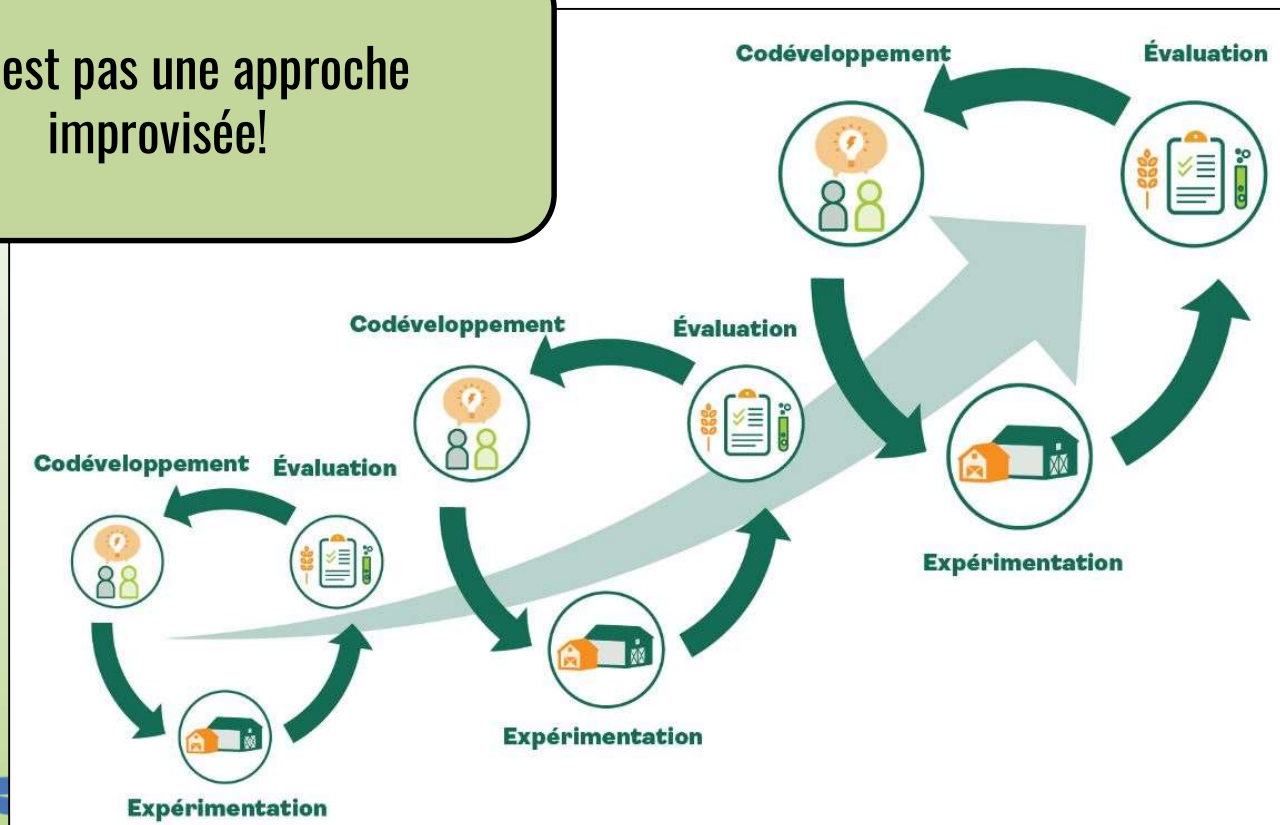 est pas une approche
improvisée!
Codéveloppement
Évaluation
Codéveloppement
Évaluation
Codéveloppement
Évaluation
Expérimentation
Expérimentation
Expérimentation